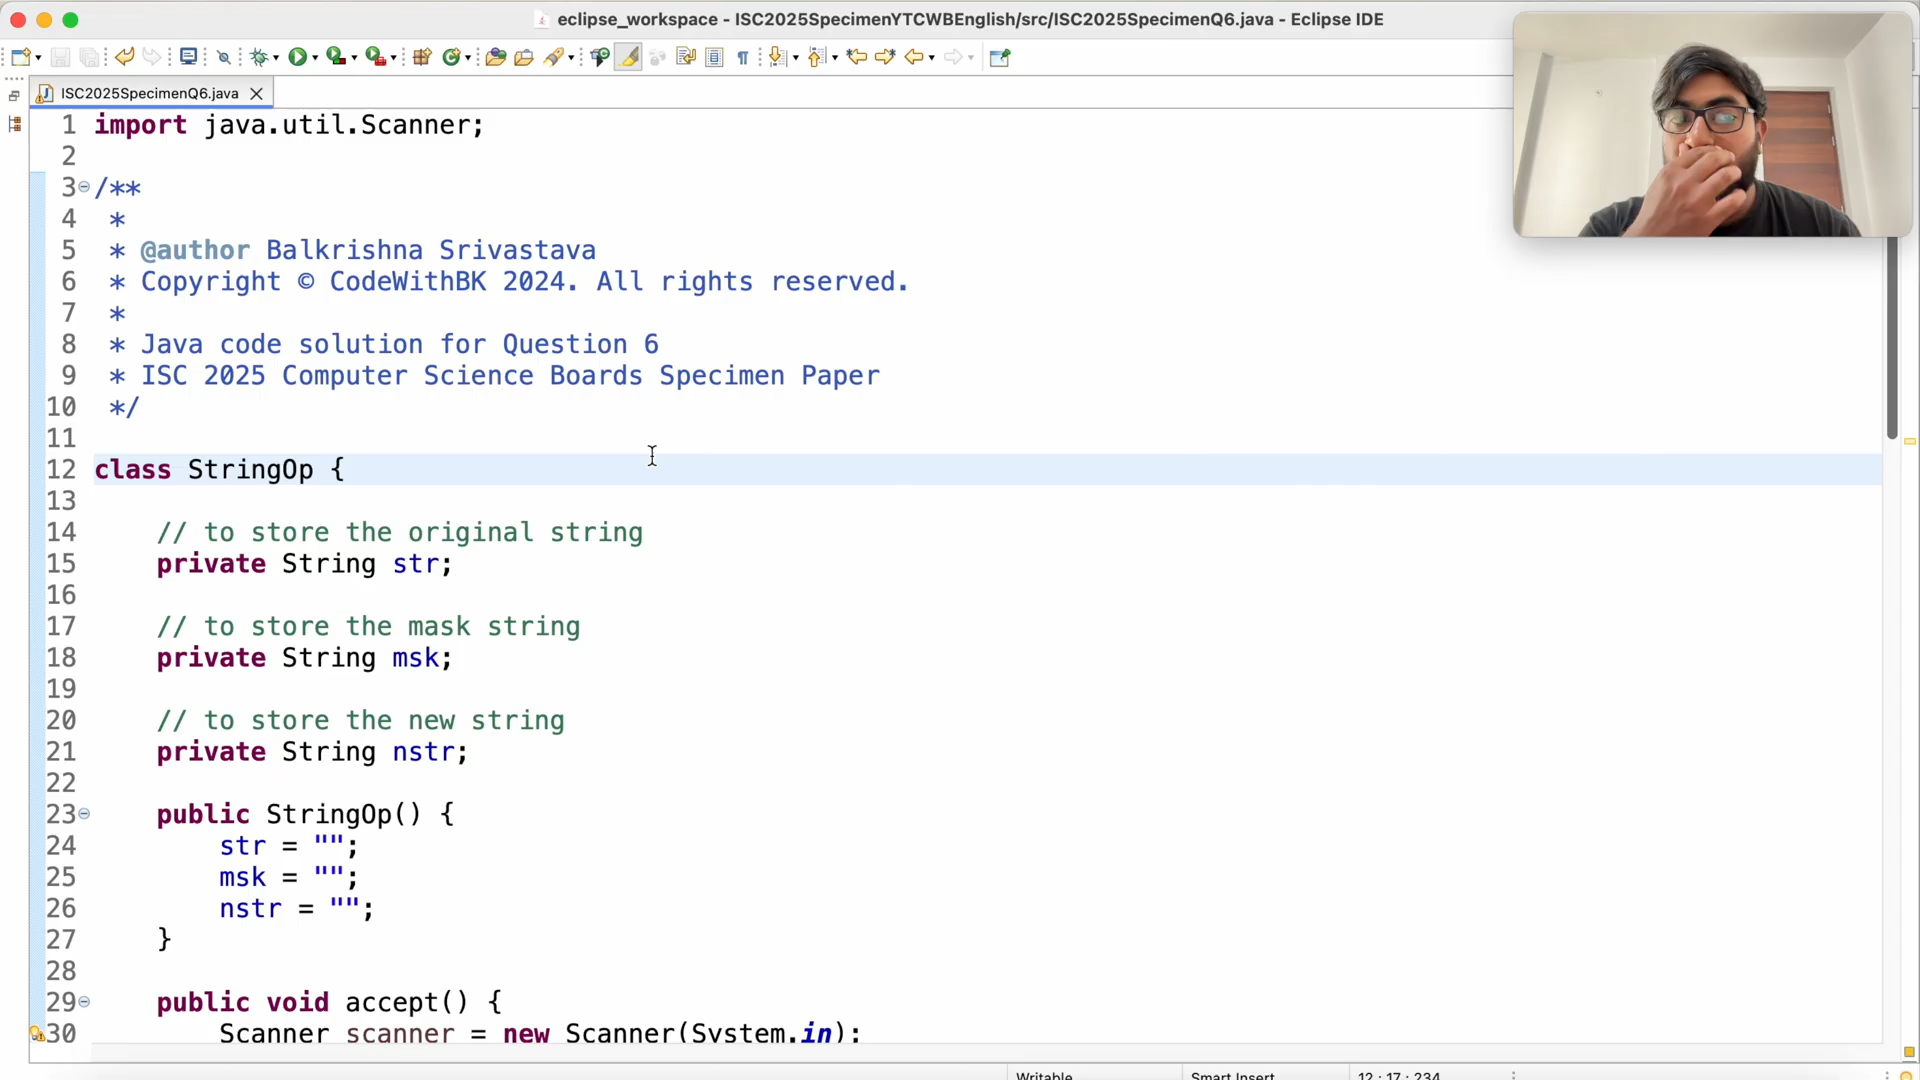 eclipse_workspace - ISC2025SpecimenYTCWBEnglish/src/ISC2025SpecimenQ6.java - Eclipse IDE
ISC2025SpecimenQ6.java
1 import java.util.Scanner;
2
3 /**
4 *
5 * @author Balkrishna Srivastava
6 * Copyright © CodeWithBK 2024. All rights reserved.
7 *
8 * Java code solution for Question 6
9 * ISC 2025 Computer Science Boards Specimen Paper
10 */
11
12 class StringOp {
13
14 // to store the original string
15 private String str;
16
17 // to store the mask string
18 private String msk;
19
20 // to store the new string
21 private String nstr;
22
23 public StringOp() {
24 str = "";
25 msk = "";
26 nstr = "";
27 }
28
29 public void accept() {
30 Scanner scanner = new Scanner(System.in);
Writable Smart Insert 12 : 17 : 234